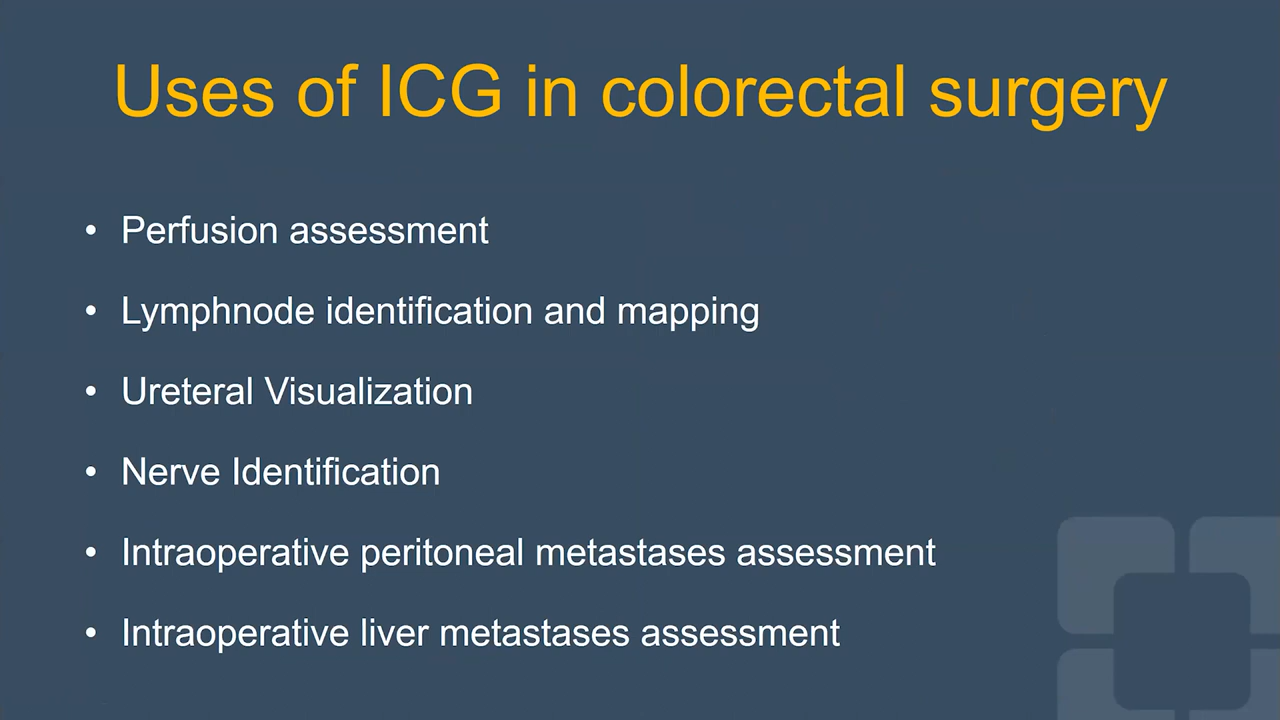 Uses of ICG in colorectal surgery
• Perfusion assessment
• Lymphnode identification and mapping
• Ureteral Visualization
• Nerve Identification
• Intraoperative peritoneal metastases assessment
• Intraoperative liver metastases assessment